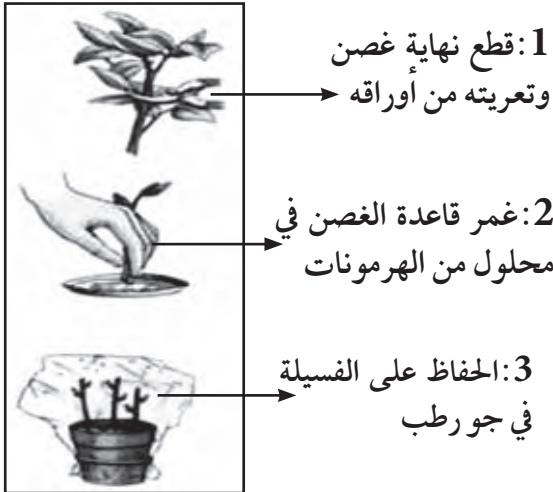 1:قطع نهاية غصن
وتعريته من أوراقه
2:غمر قاعدة الغصن في
محلول من الهرمونات
3:الحفاظ على الفسيلة
في جو رطب